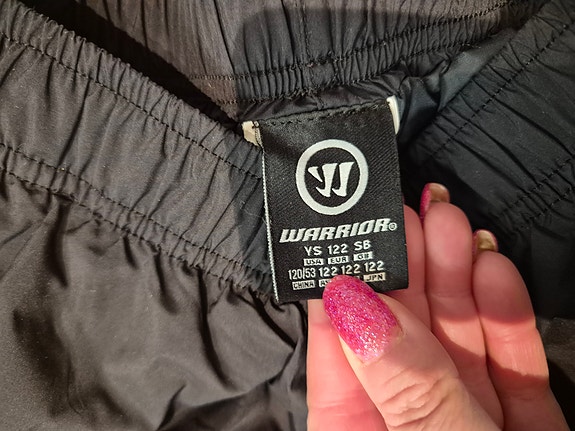 WARRIOR®
YS 122 SB
USA EUR GB
120/53 122 122 122
CHINA JPN